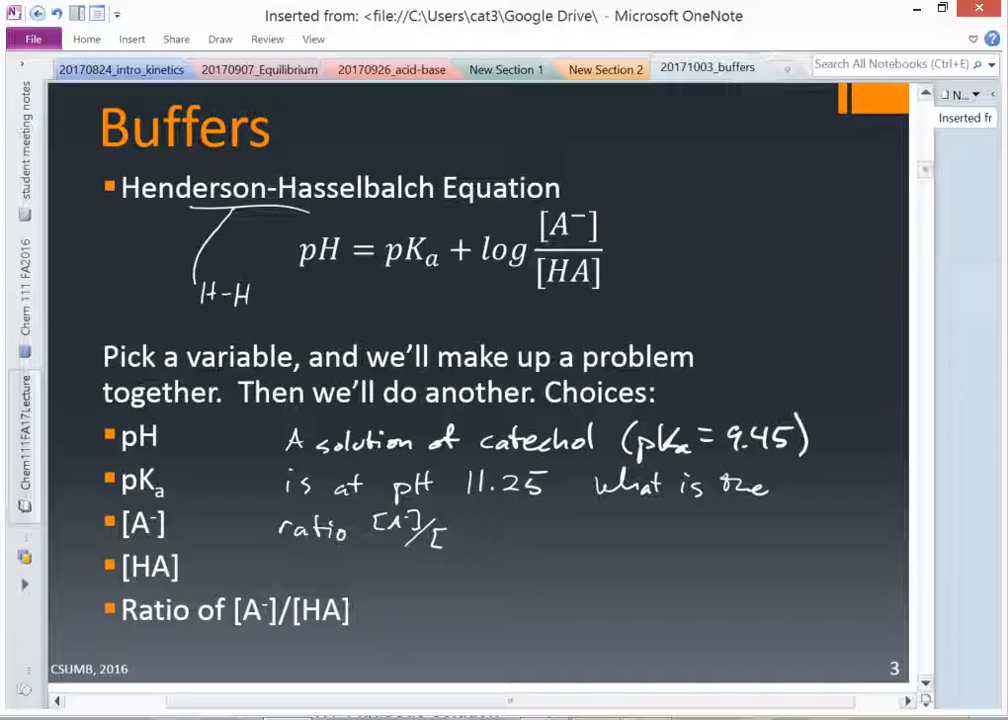 Inserted from: <file://C:\Users\cat3\Google Drive\ - Microsoft OneNote
File Home Insert Share Draw Review View
20170824_intro_kinetics 20170907_Equilibrium 20170926_acid-base New Section 1 New Section 2 20171003_buffers Search All Notebooks (Ctrl+E)
N...
Inserted fr
student meeting notes
Chem 111 FA2016
Chem111FA17Lecture
Buffers
Henderson-Hasselbalch Equation
pH = pKₐ + log [A⁻]/[HA]
H-H
Pick a variable, and we'll make up a problem
together. Then we'll do another. Choices:
pH
A solution of catechol (pKa = 9.45)
pKₐ
is at pH 11.25 what is the
[A⁻]
ratio [A⁻]/[
[HA]
Ratio of [A⁻]/[HA]
CSUMB, 2016
3